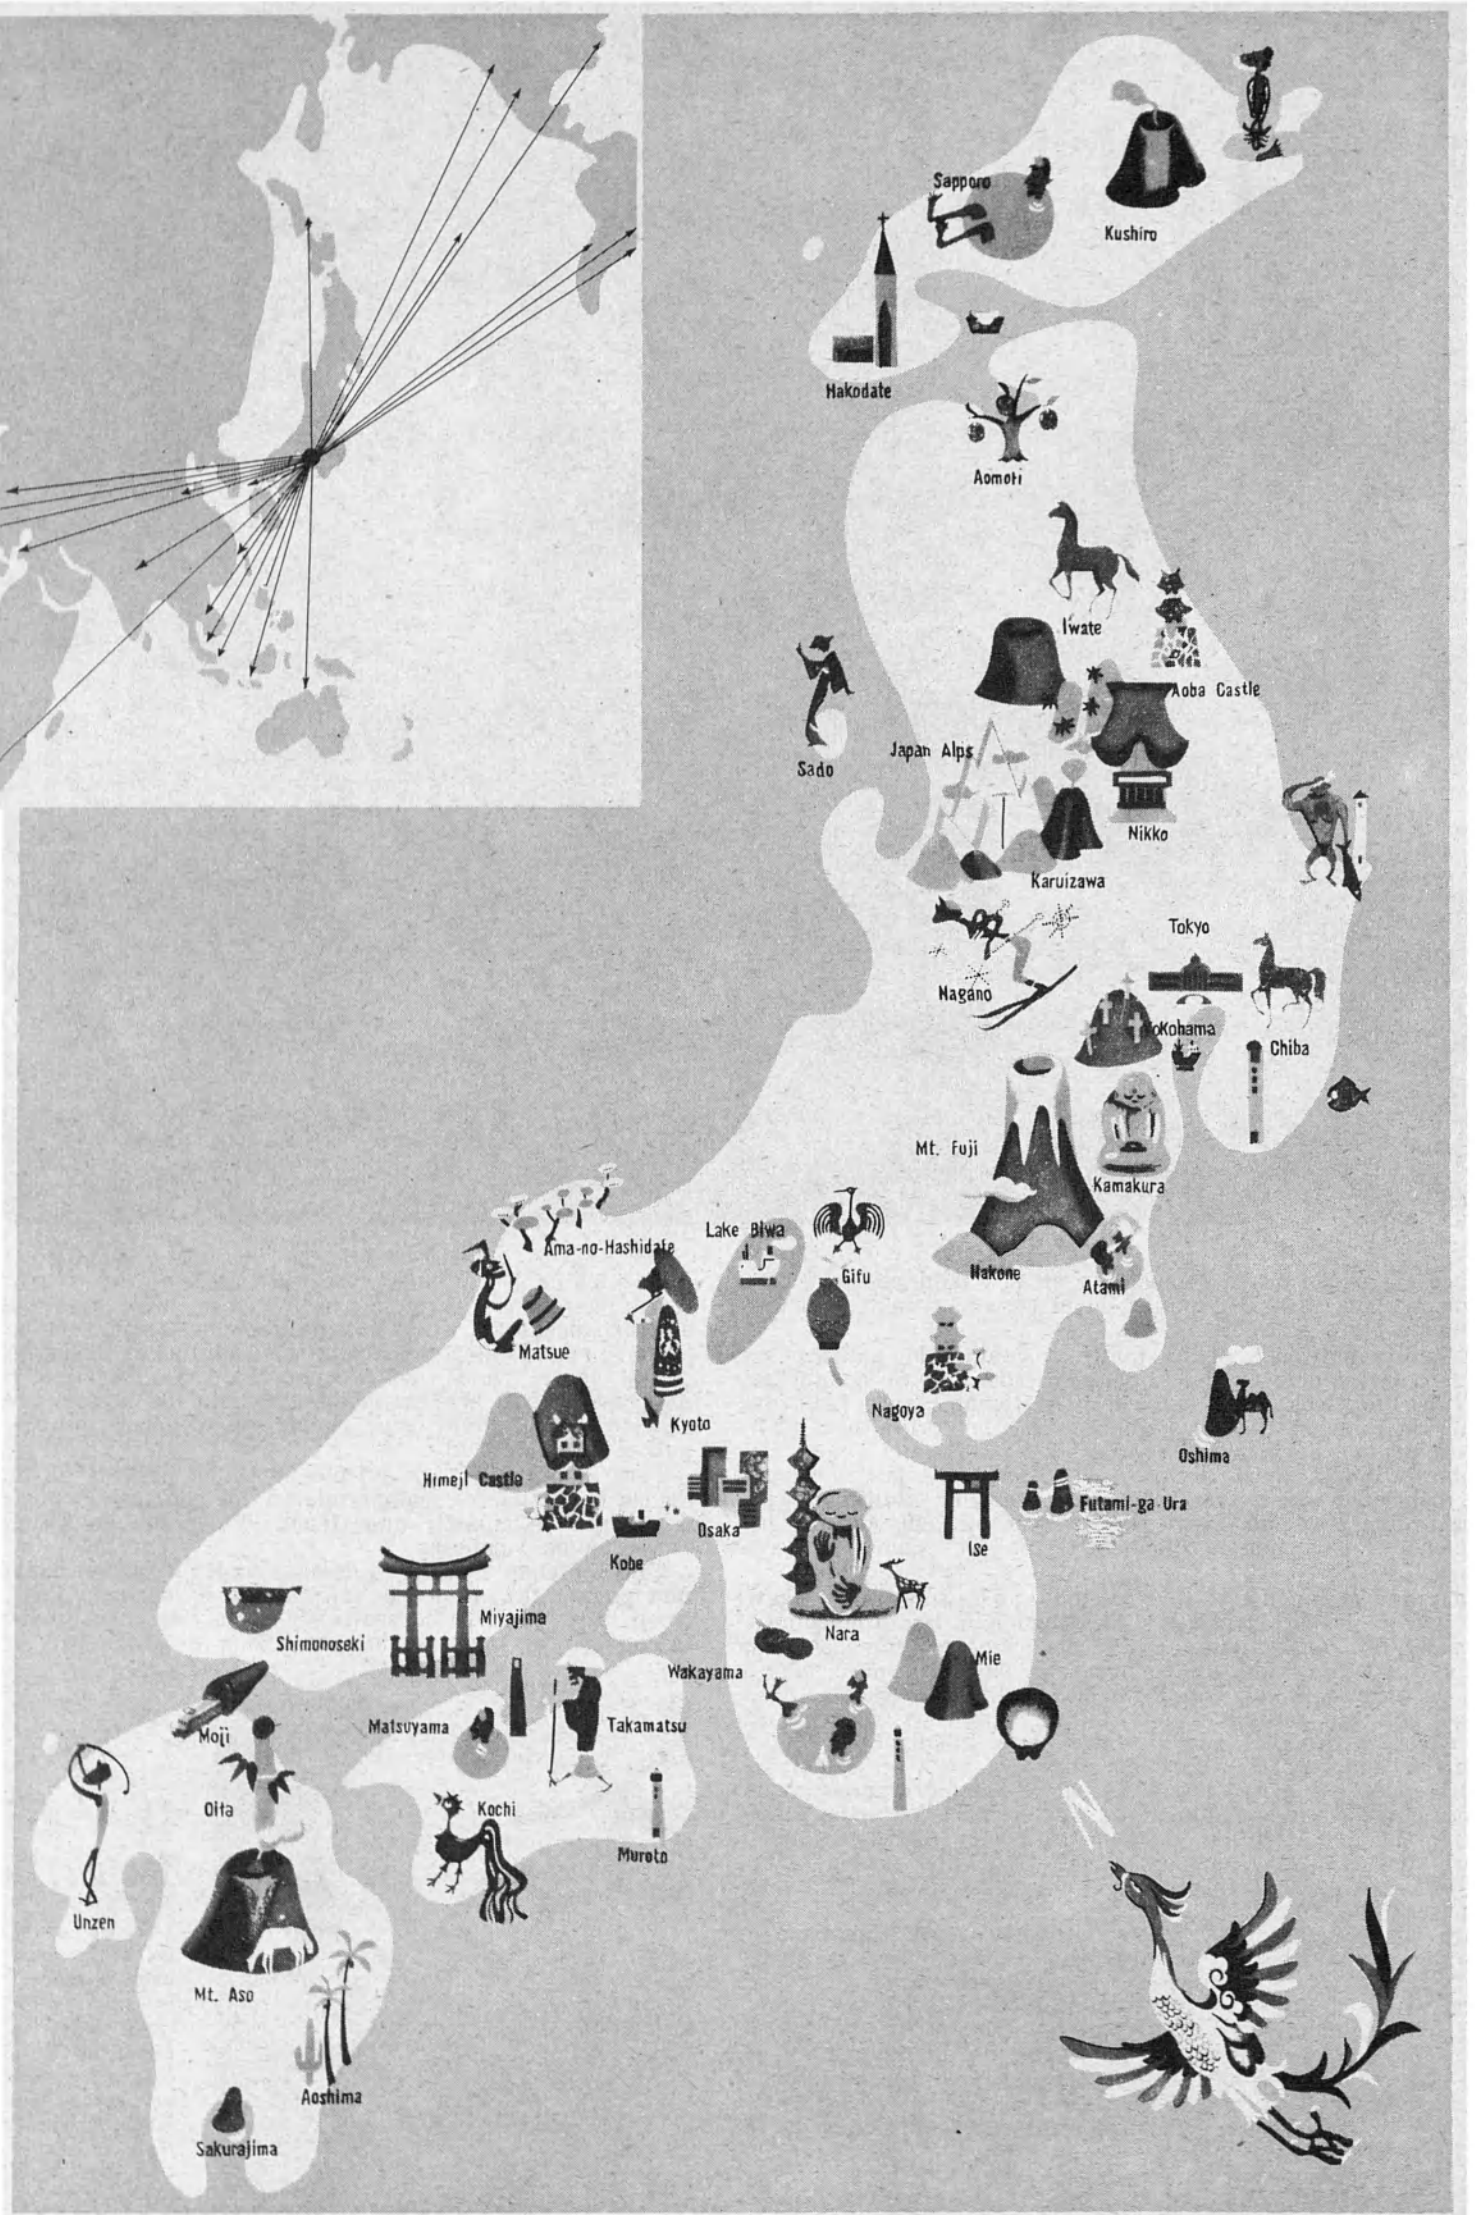 Sapporo
Kushiro
Hakodate
Aomori
Iwate
Aoba Castle
Japan Alps
Sado
Nikko
Karuizawa
Tokyo
Nagano
Yokohama
Chiba
Mt. Fuji
Kamakura
Lake Biwa
Ama-no-Hashidate
Gifu
Hakone
Atami
Matsue
Nagoya
Kyoto
Oshima
Himeji Castle
Futami-ga Ura
Osaka
Ise
Kobe
Miyajima
Nara
Shimonoseki
Mie
Wakayama
Matsuyama
Takamatsu
Moji
Oita
Kochi
N
Muroto
Unzen
Mt. Aso
Aoshima
Sakurajima